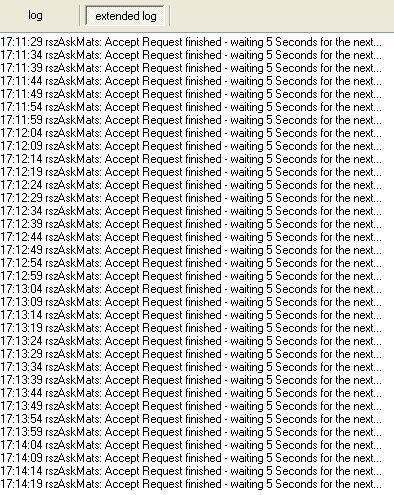 log extended log
17:11:29 rszAskMats: Accept Request finished - waiting 5 Seconds for the next...
17:11:34 rszAskMats: Accept Request finished - waiting 5 Seconds for the next...
17:11:39 rszAskMats: Accept Request finished - waiting 5 Seconds for the next...
17:11:44 rszAskMats: Accept Request finished - waiting 5 Seconds for the next...
17:11:49 rszAskMats: Accept Request finished - waiting 5 Seconds for the next...
17:11:54 rszAskMats: Accept Request finished - waiting 5 Seconds for the next...
17:11:59 rszAskMats: Accept Request finished - waiting 5 Seconds for the next...
17:12:04 rszAskMats: Accept Request finished - waiting 5 Seconds for the next...
17:12:09 rszAskMats: Accept Request finished - waiting 5 Seconds for the next...
17:12:14 rszAskMats: Accept Request finished - waiting 5 Seconds for the next...
17:12:19 rszAskMats: Accept Request finished - waiting 5 Seconds for the next...
17:12:24 rszAskMats: Accept Request finished - waiting 5 Seconds for the next...
17:12:29 rszAskMats: Accept Request finished - waiting 5 Seconds for the next...
17:12:34 rszAskMats: Accept Request finished - waiting 5 Seconds for the next...
17:12:39 rszAskMats: Accept Request finished - waiting 5 Seconds for the next...
17:12:44 rszAskMats: Accept Request finished - waiting 5 Seconds for the next...
17:12:49 rszAskMats: Accept Request finished - waiting 5 Seconds for the next...
17:12:54 rszAskMats: Accept Request finished - waiting 5 Seconds for the next...
17:12:59 rszAskMats: Accept Request finished - waiting 5 Seconds for the next...
17:13:04 rszAskMats: Accept Request finished - waiting 5 Seconds for the next...
17:13:09 rszAskMats: Accept Request finished - waiting 5 Seconds for the next...
17:13:14 rszAskMats: Accept Request finished - waiting 5 Seconds for the next...
17:13:19 rszAskMats: Accept Request finished - waiting 5 Seconds for the next...
17:13:24 rszAskMats: Accept Request finished - waiting 5 Seconds for the next...
17:13:29 rszAskMats: Accept Request finished - waiting 5 Seconds for the next...
17:13:34 rszAskMats: Accept Request finished - waiting 5 Seconds for the next...
17:13:39 rszAskMats: Accept Request finished - waiting 5 Seconds for the next...
17:13:44 rszAskMats: Accept Request finished - waiting 5 Seconds for the next...
17:13:49 rszAskMats: Accept Request finished - waiting 5 Seconds for the next...
17:13:54 rszAskMats: Accept Request finished - waiting 5 Seconds for the next...
17:13:59 rszAskMats: Accept Request finished - waiting 5 Seconds for the next...
17:14:04 rszAskMats: Accept Request finished - waiting 5 Seconds for the next...
17:14:09 rszAskMats: Accept Request finished - waiting 5 Seconds for the next...
17:14:14 rszAskMats: Accept Request finished - waiting 5 Seconds for the next...
17:14:19 rszAskMats: Accept Request finished - waiting 5 Seconds for the next...